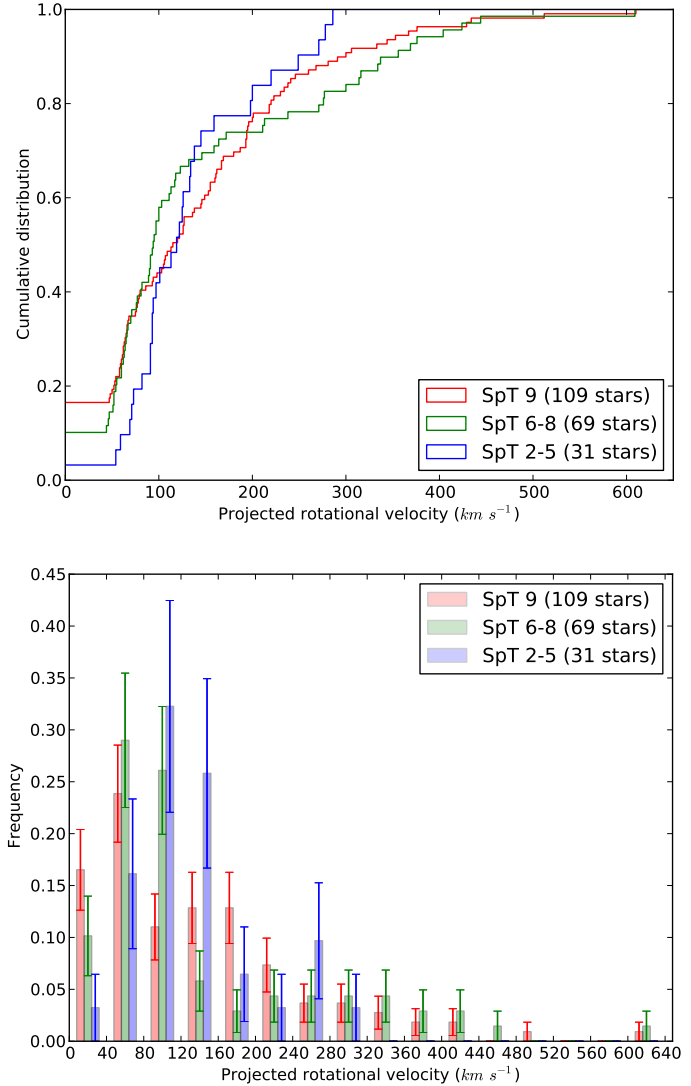 1.0
0.8
0.6
0.4
0.2
0.0
Cumulative distribution
SpT 9 (109 stars)
SpT 6-8 (69 stars)
SpT 2-5 (31 stars)
0 100 200 300 400 500 600
Projected rotational velocity (km s⁻¹)
0.45
0.40
0.35
0.30
0.25
0.20
0.15
0.10
0.05
0.00
Frequency
SpT 9 (109 stars)
SpT 6-8 (69 stars)
SpT 2-5 (31 stars)
0 40 80 120 160 200 240 280 320 360 400 440 480 520 560 600 640
Projected rotational velocity (km s⁻¹)